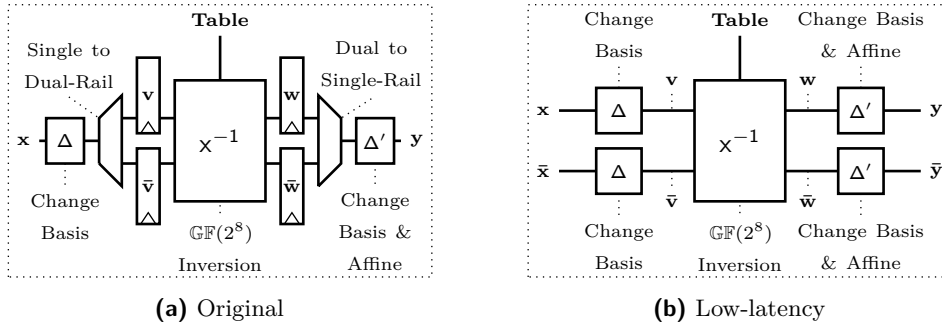 Table
Single to
Dual-Rail
Dual to
Single-Rail
v
w
x
Δ
x⁻¹
Δ′
y
v̄
w̄
Change
Basis
𝔾𝔽(2⁸)
Inversion
Change
Basis &
Affine
(a) Original
Change
Basis
Table
Change Basis
& Affine
v
w
x
Δ
Δ′
y
x⁻¹
x̄
Δ
Δ′
ȳ
v̄
w̄
Change
Basis
𝔾𝔽(2⁸)
Inversion
Change Basis
& Affine
(b) Low-latency